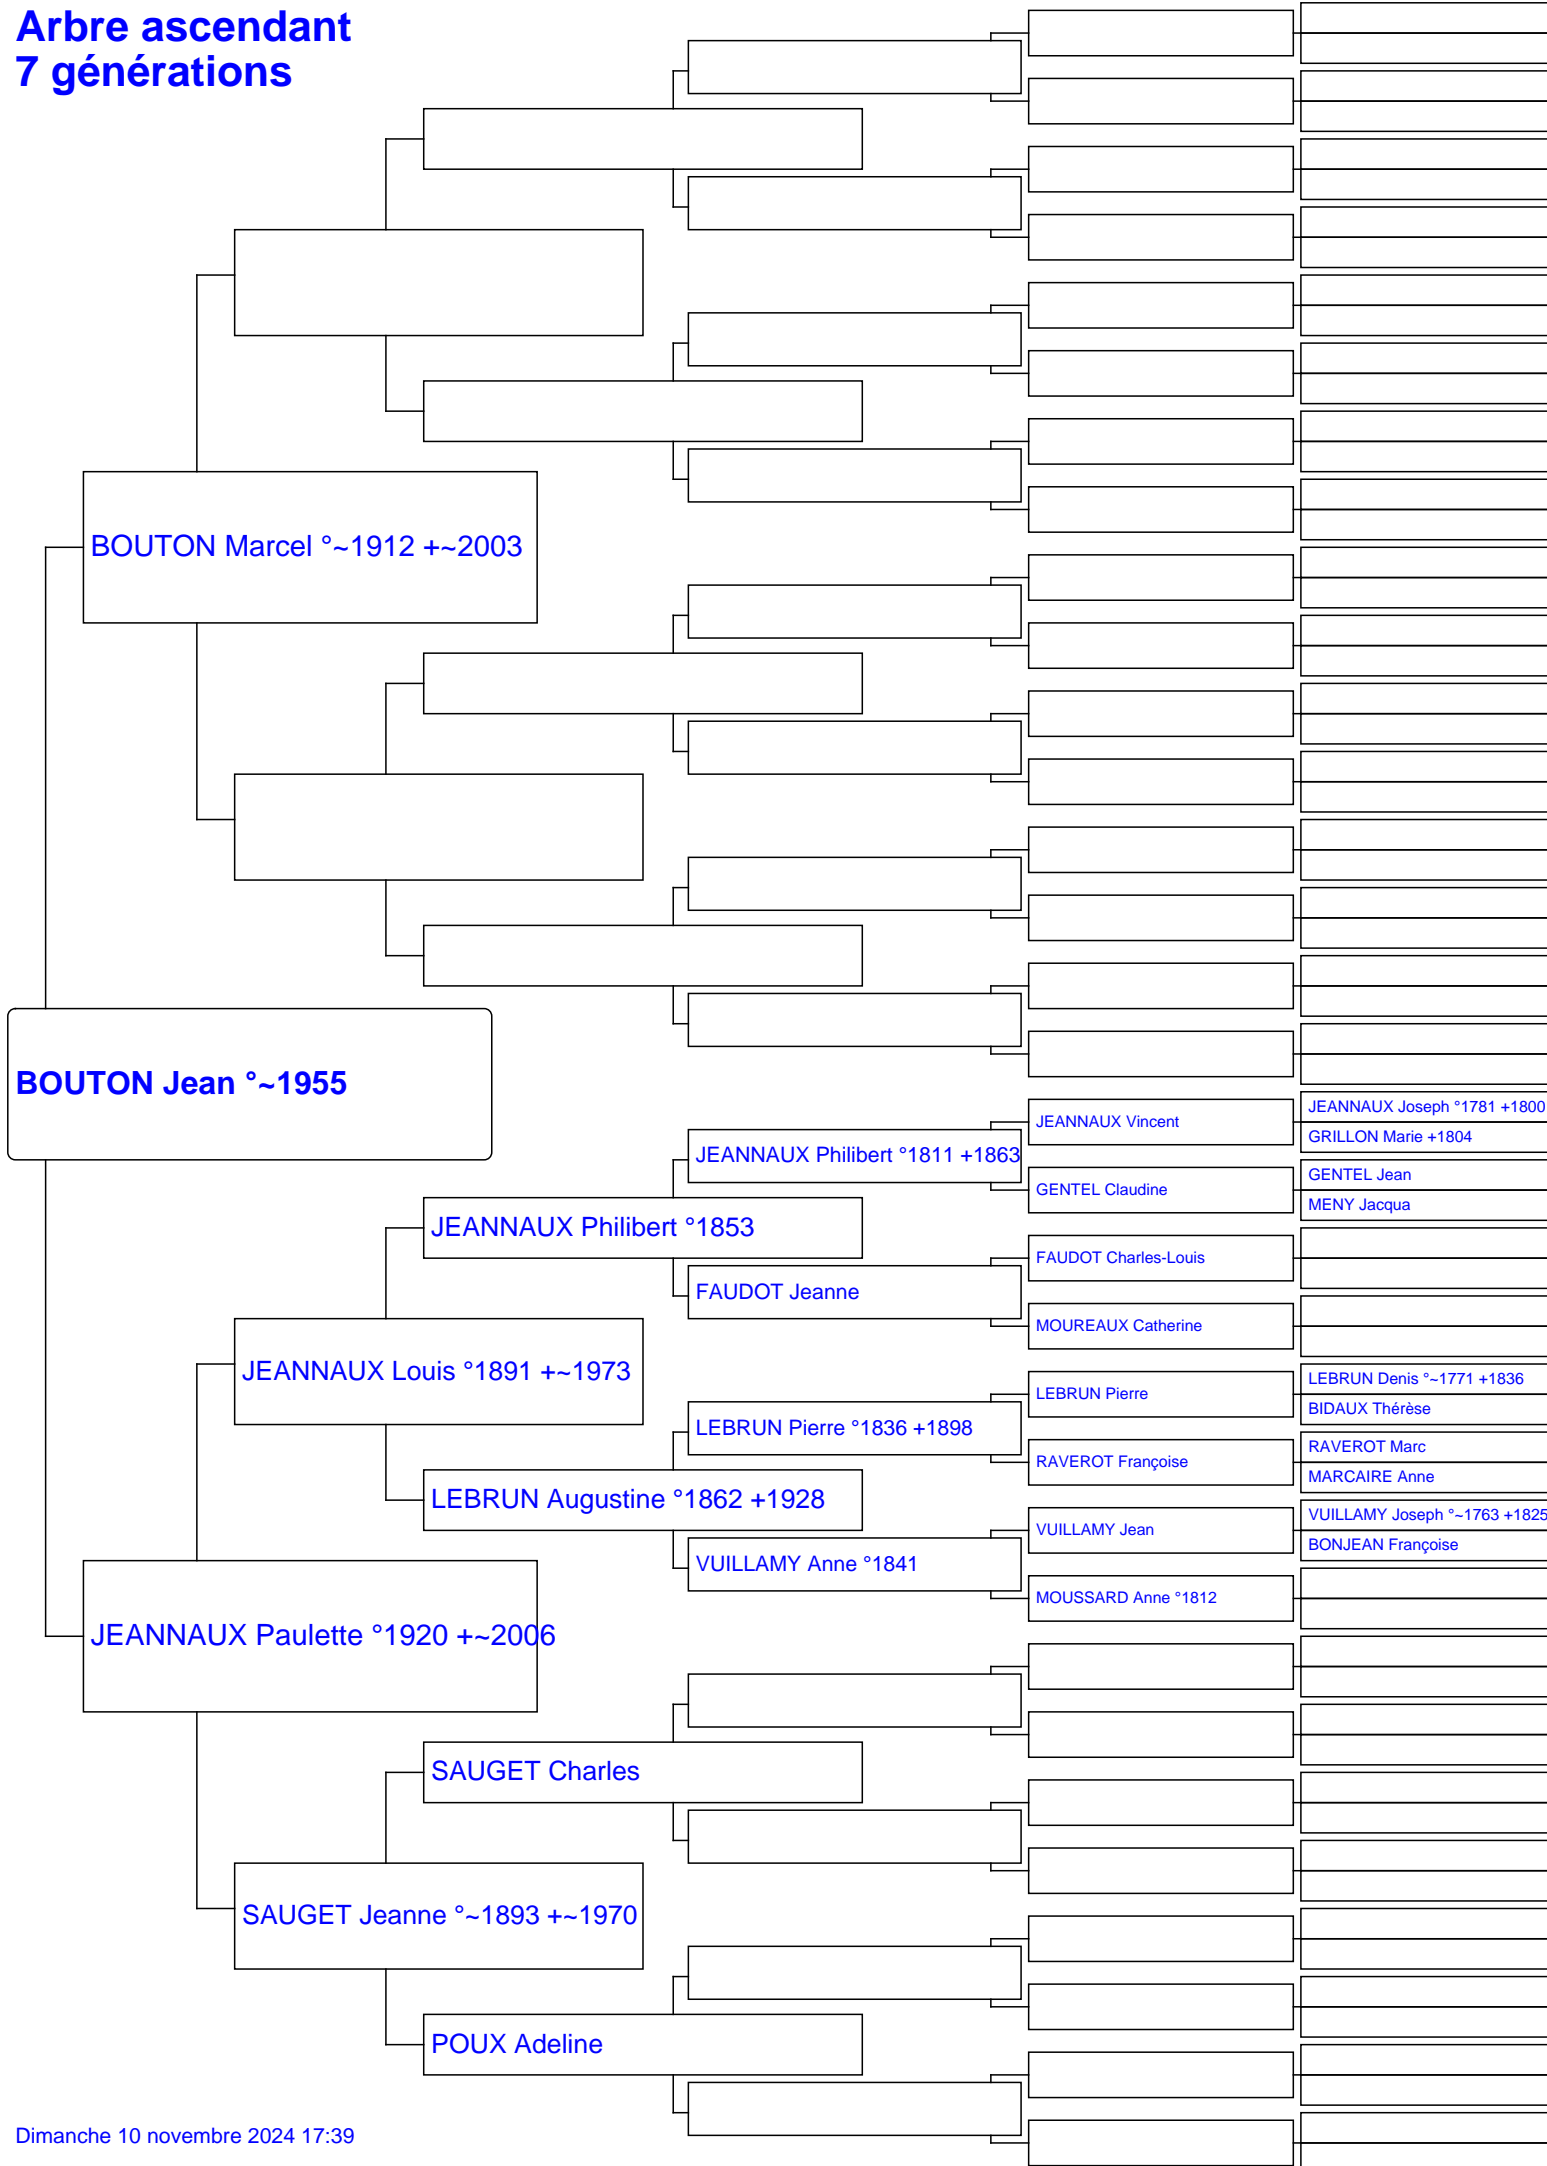 Arbre ascendant
7 générations
BOUTON Marcel °~1912 +~2003
BOUTON Jean °~1955
JEANNAUX Joseph °1781 +1800
JEANNAUX Vincent
GRILLON Marie +1804
JEANNAUX Philibert °1811 +1863
GENTEL Jean
GENTEL Claudine
MENY Jacqua
JEANNAUX Philibert °1853
FAUDOT Charles-Louis
FAUDOT Jeanne
MOUREAUX Catherine
JEANNAUX Louis °1891 +~1973
LEBRUN Denis °~1771 +1836
LEBRUN Pierre
BIDAUX Thérèse
LEBRUN Pierre °1836 +1898
RAVEROT Marc
RAVEROT Françoise
MARCAIRE Anne
LEBRUN Augustine °1862 +1928
VUILLAMY Joseph °~1763 +1825
VUILLAMY Jean
BONJEAN Françoise
VUILLAMY Anne °1841
MOUSSARD Anne °1812
JEANNAUX Paulette °1920 +~2006
SAUGET Charles
SAUGET Jeanne °~1893 +~1970
POUX Adeline
Dimanche 10 novembre 2024 17:39